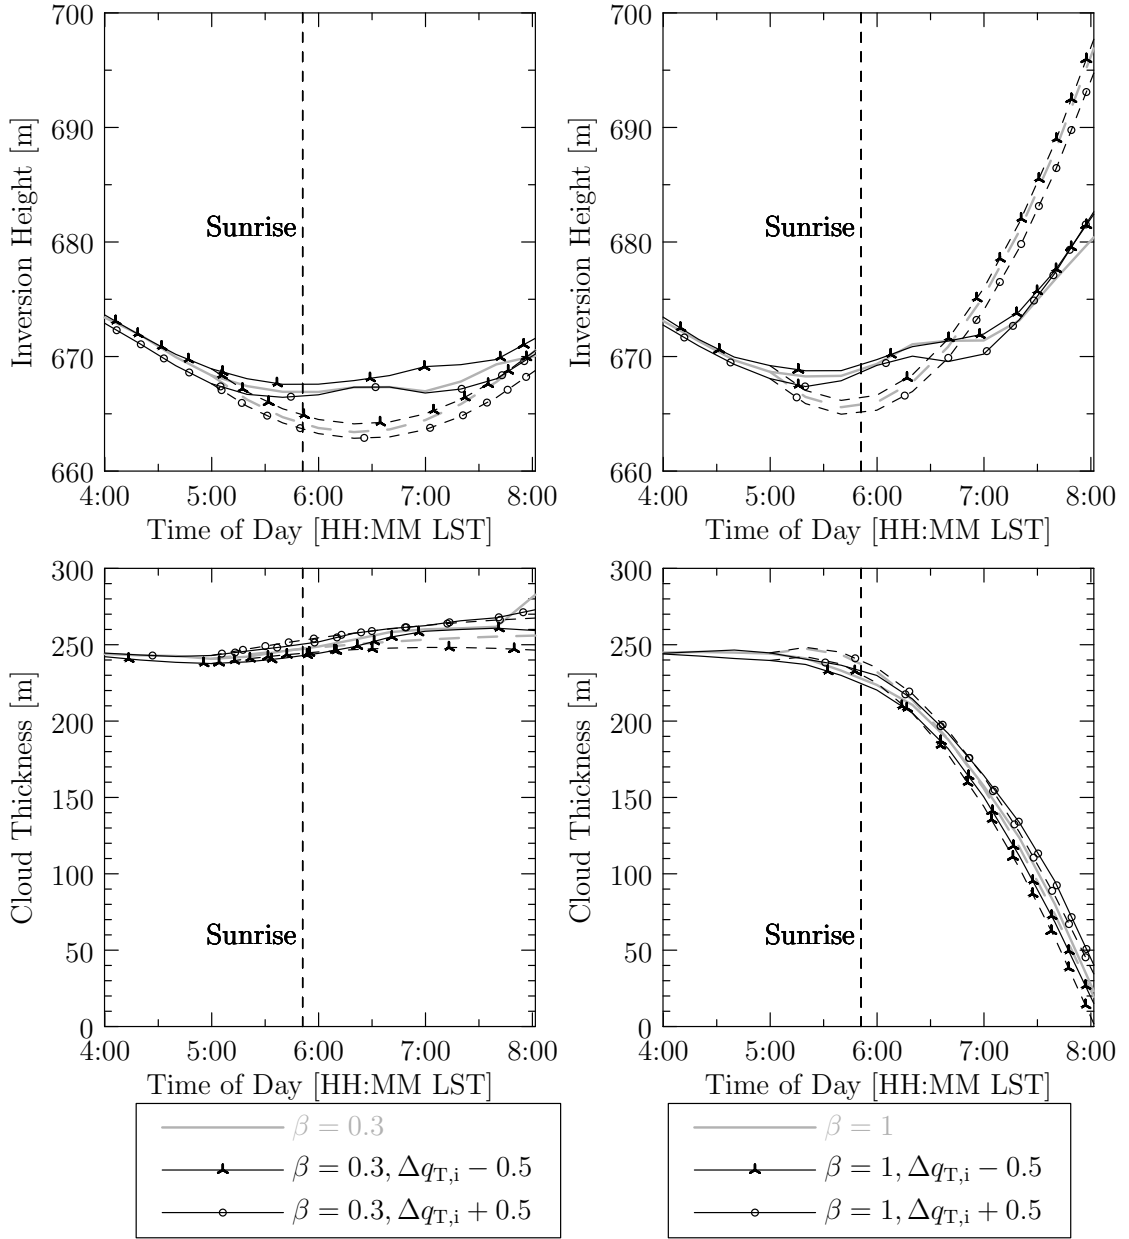 700
690
680
670
660
Inversion Height [m]
Sunrise
4:00 5:00 6:00 7:00 8:00
Time of Day [HH:MM LST]
700
690
680
670
660
Inversion Height [m]
Sunrise
4:00 5:00 6:00 7:00 8:00
Time of Day [HH:MM LST]
300
250
200
150
100
50
0
Cloud Thickness [m]
Sunrise
4:00 5:00 6:00 7:00 8:00
Time of Day [HH:MM LST]
300
250
200
150
100
50
0
Cloud Thickness [m]
Sunrise
4:00 5:00 6:00 7:00 8:00
Time of Day [HH:MM LST]
β = 0.3
β = 0.3, Δq_T,i − 0.5
β = 0.3, Δq_T,i + 0.5
β = 1
β = 1, Δq_T,i − 0.5
β = 1, Δq_T,i + 0.5